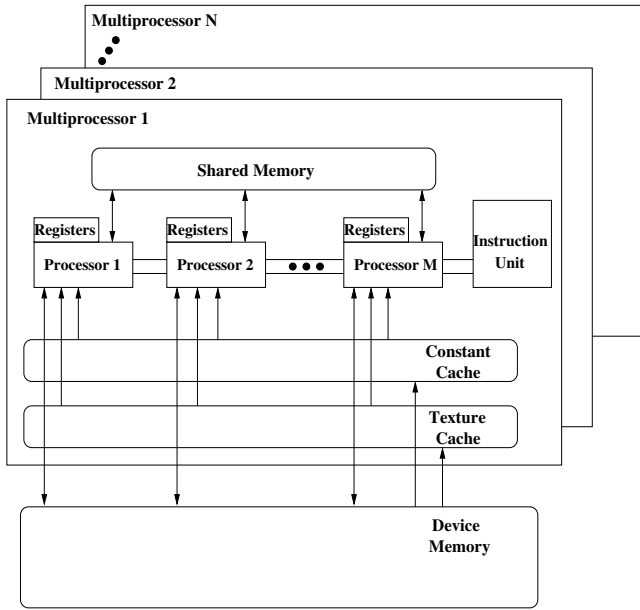 Multiprocessor N
Multiprocessor 2
Multiprocessor 1
Shared Memory
Registers
Registers
Registers
Processor 1
Processor 2
Processor M
Instruction
Unit
Constant
Cache
Texture
Cache
Device
Memory